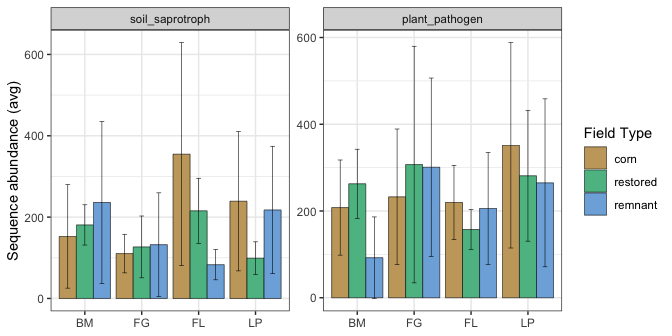 soil_saprotroph plant_pathogen
Sequence abundance (avg)
600
400
200
0
600
400
200
0
BM FG FL LP
BM FG FL LP
Field Type
corn
restored
remnant